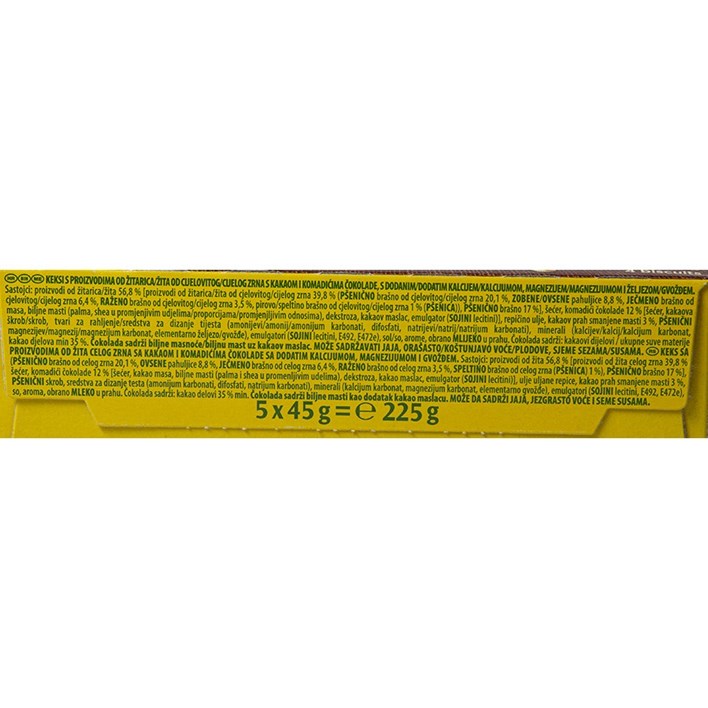 4 Biscuits
HR BIH ME KEKSI S PROIZVODIMA OD ŽITARICA/ŽITA OD CJELOVITOG/CIJELOG ZRNA S KAKAOM I KOMADIĆIMA ČOKOLADE, S DODANIM/DODATIM KALCIJEM/KALCIJUMOM, MAGNEZIJEM/MAGNEZIJUMOM I ŽELJEZOM/GVOŽĐEM.
Sastojci: proizvodi od žitarica/žita 56,8 % [proizvodi od žitarica/žita od cjelovitog/cijelog zrna 39,8 % (PŠENIČNO brašno od cjelovitog/cijelog zrna 20,1 %, ZOBENE/OVSENE pahuljice 8,8 %, JEČMENO brašno od
cjelovitog/cijelog zrna 6,4 %, RAŽENO brašno od cjelovitog/cijelog zrna 3,5 %, pirovo/speltino brašno od cjelovitog/cijelog zrna 1 % (PŠENICA)), PŠENIČNO brašno 17 %], šećer, komadići čokolade 12 % [šećer, kakaova
masa, biljne masti (palma, shea u promjenjivim udjelima/proporcijama/promjenljivim odnosima), dekstroza, kakaov maslac, emulgator (SOJINI lecitini)], repičino ulje, kakaov prah smanjene masti 3 %, PŠENIČNI
škrob/skrob, tvari za rahljenje/sredstva za dizanje tijesta (amonijevi/amonij/amonijum karbonati, difosfati, natrijevi/natrij/natrijum karbonati), minerali (kalcijev/kalcij/kalcijum karbonat,
magnezijev/magnezij/magnezijum karbonat, elementarno željezo/gvožđe), emulgatori (SOJINI lecitini, E492, E472e), sol/so, arome, obrano MLIJEKO u prahu. Čokolada sadrži: kakaovi dijelovi / ukupne suve materije
kakao djelova min 35 %. Čokolada sadrži biljne masnoće/biljnu mast uz kakaov maslac. MOŽE SADRŽAVATI JAJA, ORAŠASTO/KOŠTUNJAVO VOĆE/PLODOVE, SJEME SEZAMA/SUSAMA. KEKS SA
PROIZVODIMA OD ŽITA CELOG ZRNA SA KAKAOM I KOMADIĆIMA ČOKOLADE SA DODATIM KALCIJUMOM, MAGNEZIJUMOM I GVOŽĐEM. Sastojci: proizvodi od žita 56,8 % [proizvodi od žita celog zrna 39,8 %
(PŠENIČNO brašno od celog zrna 20,1 %, OVSENE pahuljice 8,8 %, JEČMENO brašno od celog zrna 6,4 %, RAŽENO brašno od celog zrna 3,5 %, SPELTINO brašno od celog zrna (PŠENICA) 1 %), PŠENIČNO brašno 17 %],
šećer, komadići čokolade 12 % [šećer, kakao masa, biljne masti (palma i shea u promenljivim udelima), dekstroza, kakao maslac, emulgator (SOJINI lecitini)], ulje uljane repice, kakao prah smanjene masti 3 %,
PŠENIČNI skrob, sredstva za dizanje testa (amonijum karbonati, difosfati, natrijum karbonati), minerali (kalcijum karbonat, magnezijum karbonat, elementarno gvožđe), emulgatori (SOJINI lecitini, E492, E472e),
so, aroma, obrano MLEKO u prahu. Čokolada sadrži: kakao delovi 35 % min. Čokolada sadrži biljne masti kao dodatak kakao maslacu. MOŽE DA SADRŽI JAJA, JEZGRASTO VOĆE I SEME SUSAMA.
5 x 45 g = ℮ 225 g